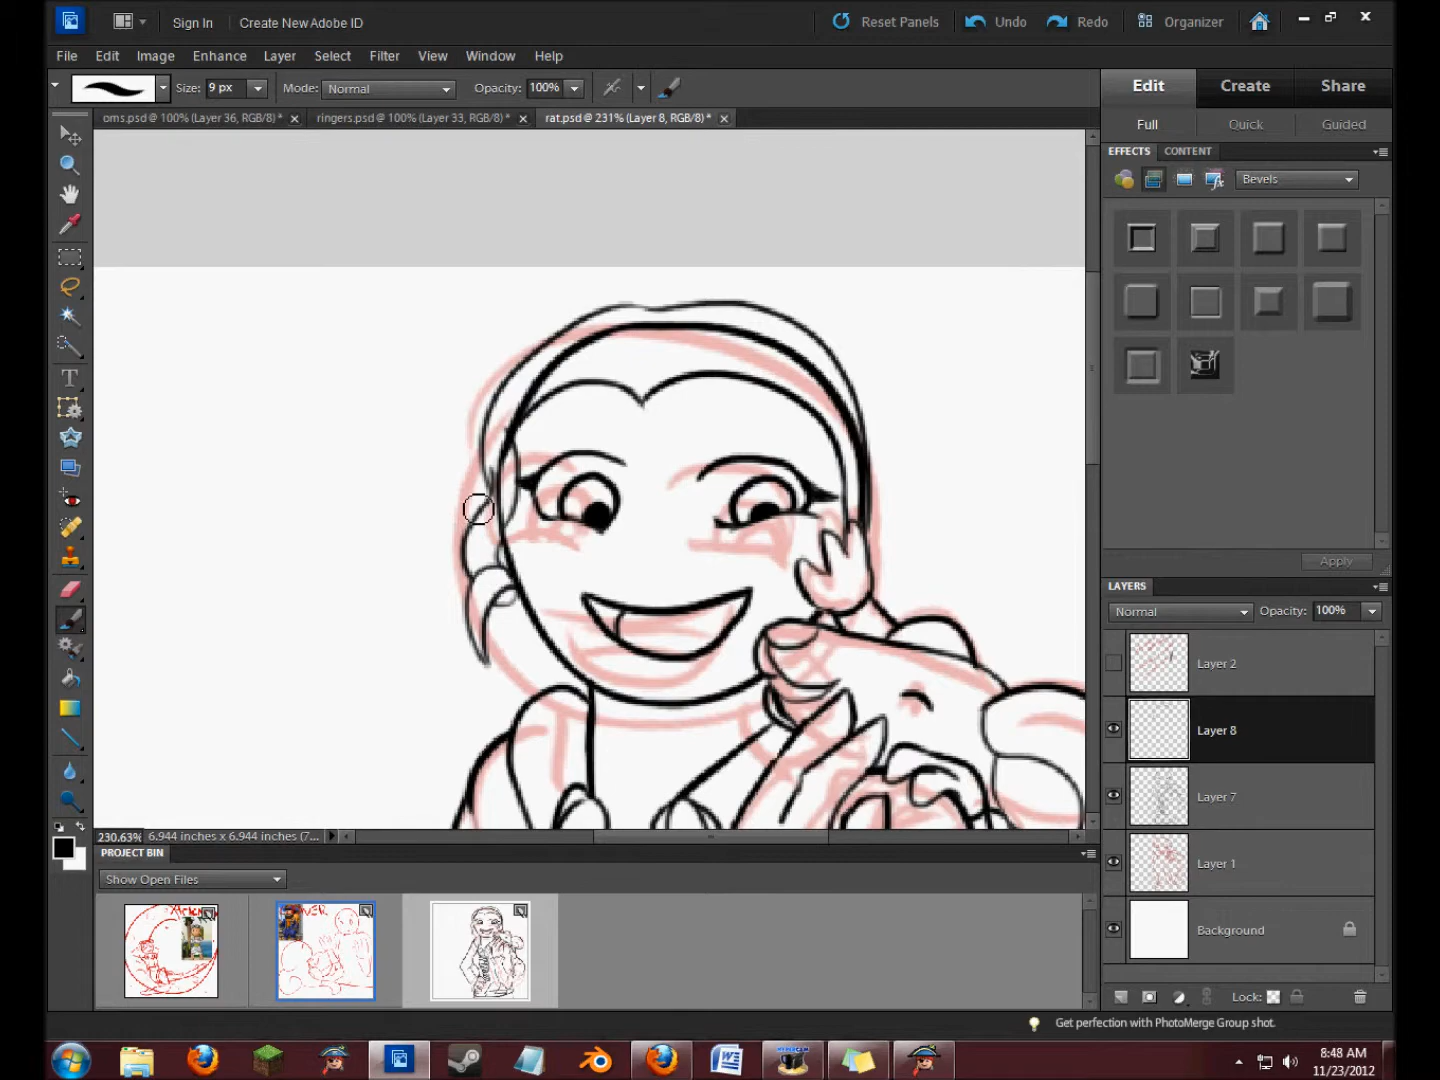 Sign In
Create New Adobe ID
Reset Panels
Undo
Redo
Organizer
File Edit Image Enhance Layer Select Filter View Window Help
Size: 9 px Mode: Normal Opacity: 100%
Edit Create Share
oms.psd @ 100% (Layer 36, RGB/8) *
ringers.psd @ 100% (Layer 33, RGB/8) *
rat.psd @ 231% (Layer 8, RGB/8) *
Full Quick Guided
EFFECTS CONTENT
Bevels
Apply
LAYERS
Normal Opacity: 100%
Layer 2
Layer 8
Layer 7
Layer 1
Background
Lock:
230.63% 6.944 inches x 6.944 inches (7...
PROJECT BIN
Show Open Files
Get perfection with PhotoMerge Group shot.
8:48 AM
11/23/2012